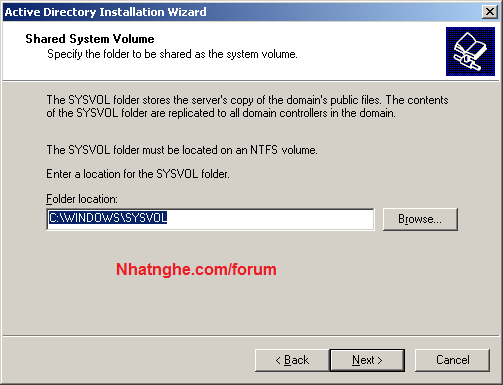 Active Directory Installation Wizard
Shared System Volume
Specify the folder to be shared as the system volume.
The SYSVOL folder stores the server's copy of the domain's public files. The contents
of the SYSVOL folder are replicated to all domain controllers in the domain.
The SYSVOL folder must be located on an NTFS volume.
Enter a location for the SYSVOL folder.
Folder location:
C:\WINDOWS\SYSVOL
Browse...
Nhatnghe.com/forum
< Back
Next >
Cancel